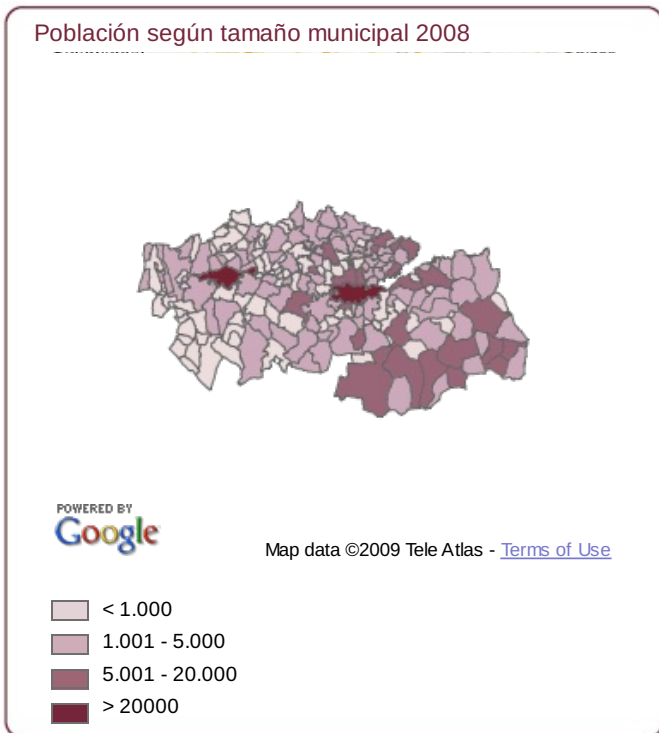 Población según tamaño municipal 2008
POWERED BY
Google
Map data ©2009 Tele Atlas - Terms of Use
< 1.000
1.001 - 5.000
5.001 - 20.000
> 20000